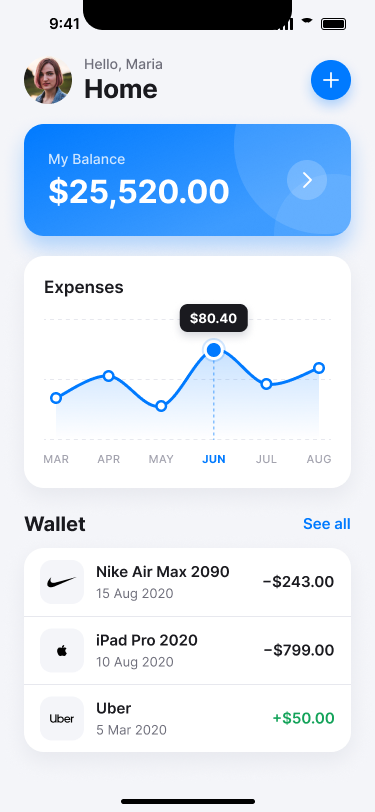 9:41
Hello, Maria
Home
My Balance
$25,520.00
Expenses
$80.40
MAR APR MAY JUN JUL AUG
Wallet
See all
Nike Air Max 2090
15 Aug 2020
−$243.00
iPad Pro 2020
10 Aug 2020
−$799.00
Uber
Uber
5 Mar 2020
+$50.00